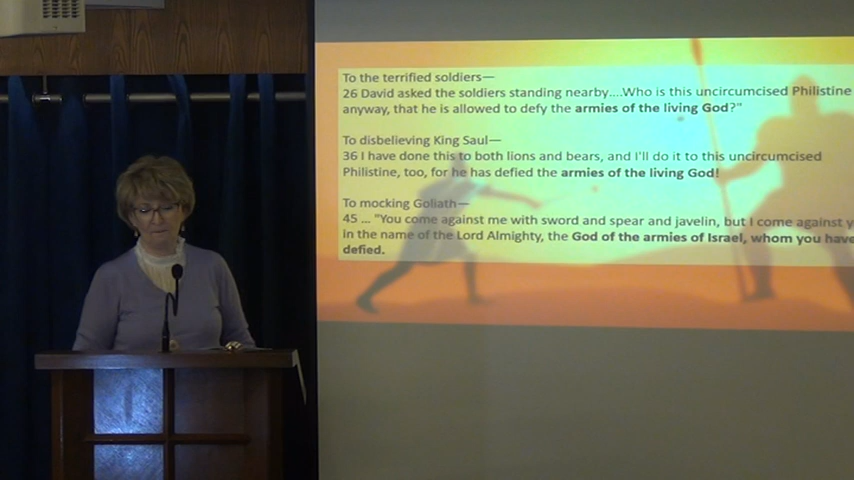 To the terrified soldiers—
26 David asked the soldiers standing nearby....Who is this uncircumcised Philistine
anyway, that he is allowed to defy the armies of the living God?"
To disbelieving King Saul—
36 I have done this to both lions and bears, and I'll do it to this uncircumcised
Philistine, too, for he has defied the armies of the living God!
To mocking Goliath—
45 ... "You come against me with sword and spear and javelin, but I come against
in the name of the Lord Almighty, the God of the armies of Israel, whom you have
defied.